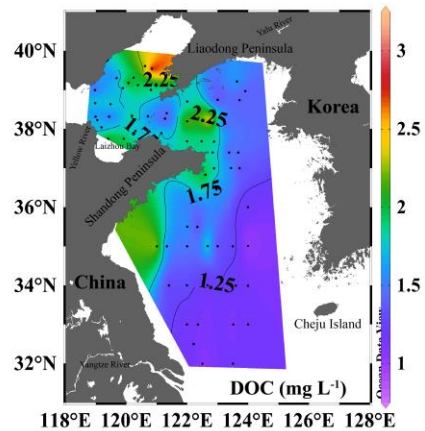 Yalu River
40°N
Liaodong Peninsula
2.25
3
Korea
38°N
2.25
1.7
Yellow River
Laizhou Bay
2.5
Shandong Peninsula
1.75
36°N
2
34°N
China
1.25
1.5
Cheju Island
Yangtze River
32°N
DOC (mg L-1)
1
Ocean Data View
118°E 120°E 122°E 124°E 126°E 128°E